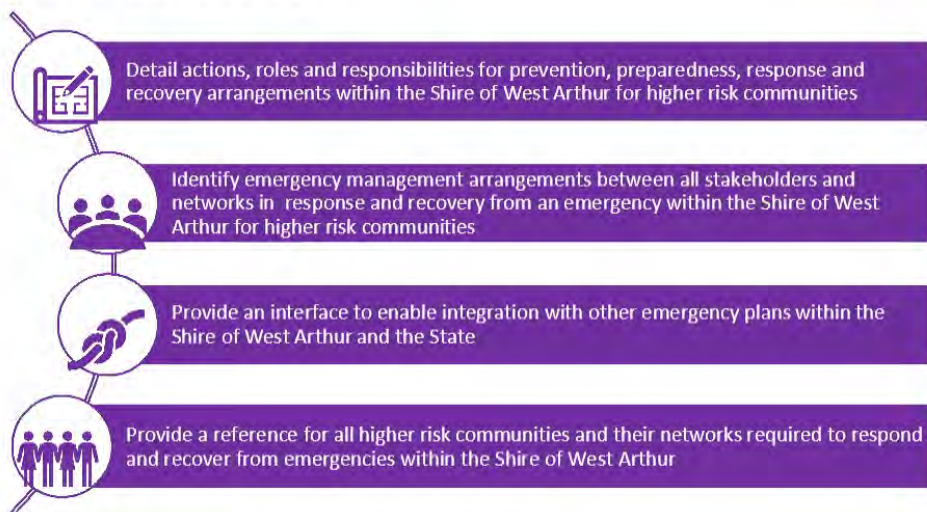 Detail actions, roles and responsibilities for prevention, preparedness, response and
recovery arrangements within the Shire of West Arthur for higher risk communities
Identify emergency management arrangements between all stakeholders and
networks in response and recovery from an emergency within the Shire of West
Arthur for higher risk communities
Provide an interface to enable integration with other emergency plans within the
Shire of West Arthur and the State
Provide a reference for all higher risk communities and their networks required to respond
and recover from emergencies within the Shire of West Arthur